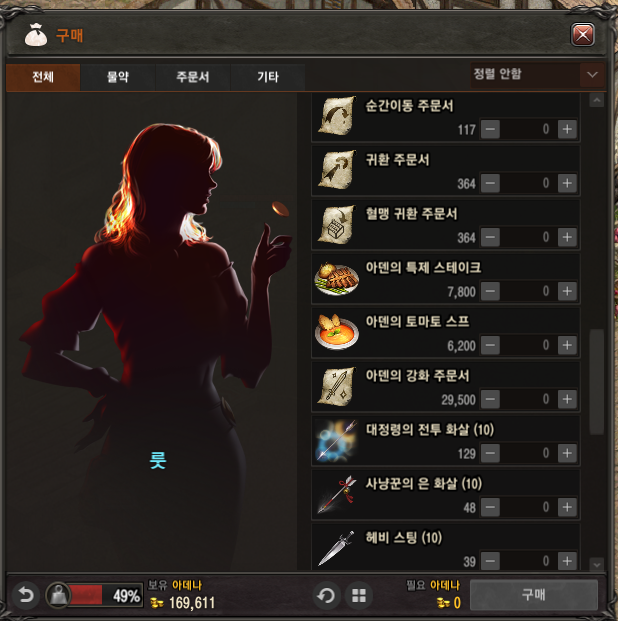 구매
전체 물약 주문서 기타 정렬 안함
순간이동 주문서
117 0
귀환 주문서
364 0
혈맹 귀환 주문서
364 0
아덴의 특제 스테이크
7,800 0
아덴의 토마토 스프
6,200 0
아덴의 강화 주문서
29,500 0
대정령의 전투 화살 (10)
129 0
사냥꾼의 은 화살 (10)
48 0
헤비 스팅 (10)
39 0
룻
49%
보유 아데나
169,611
필요 아데나
0
구매